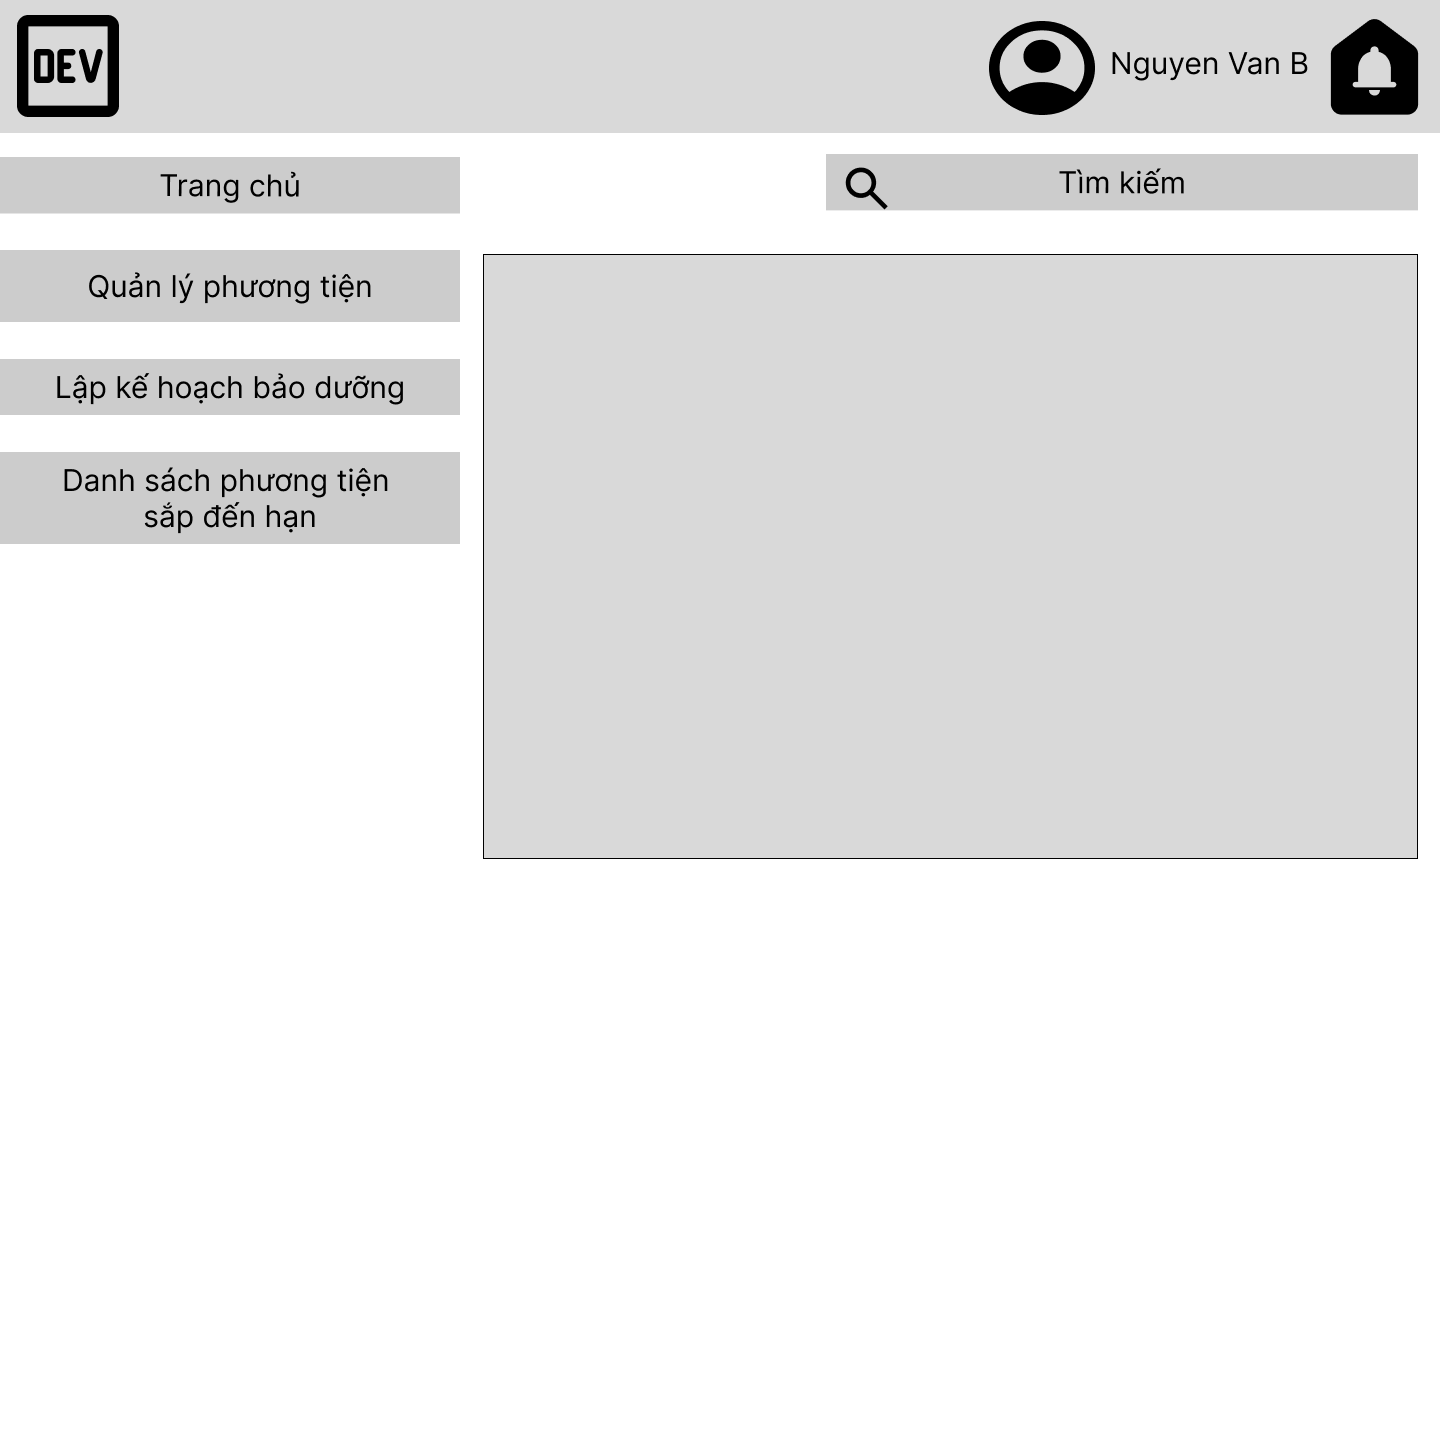 DEV
Nguyen Van B
Trang chủ
Tìm kiếm
Quản lý phương tiện
Lập kế hoạch bảo dưỡng
Danh sách phương tiện
sắp đến hạn